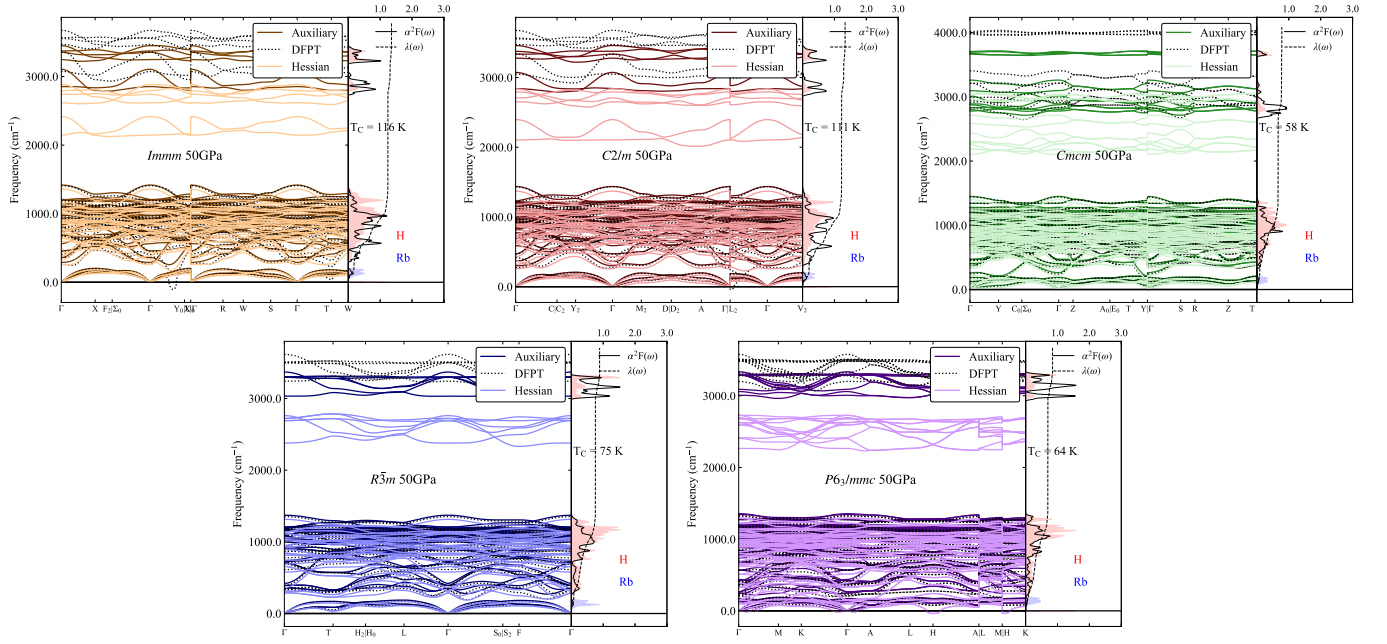 1.0 2.0 3.0
Auxiliary
DFPT
Hessian
α²F(ω)
λ(ω)
Frequency (cm⁻¹)
3000.0
2000.0
1000.0
0.0
T_C = 116 K
Immm 50GPa
H
Rb
Γ X F₂|Σ₀ Γ R W S Γ T W
1.0 2.0 3.0
Auxiliary
DFPT
Hessian
α²F(ω)
λ(ω)
Frequency (cm⁻¹)
3000.0
2000.0
1000.0
0.0
T_C = 111 K
C2/m 50GPa
H
Rb
Γ C|C₂ Y₂ Γ M₂ D|D₂ A Γ|L₂ Γ V₂
1.0 2.0 3.0
Auxiliary
DFPT
Hessian
α²F(ω)
λ(ω)
Frequency (cm⁻¹)
4000.0
3000.0
2000.0
1000.0
0.0
T_C = 58 K
Cmcm 50GPa
H
Rb
Γ Y C₀|Σ₀ Γ Z A₀|E₀ T Y|Γ S R Z T
1.0 2.0 3.0
Auxiliary
DFPT
Hessian
α²F(ω)
λ(ω)
Frequency (cm⁻¹)
3000.0
2000.0
1000.0
0.0
T_C = 75 K
R3̅m 50GPa
H
Rb
Γ T H₂|H₀ L Γ S₀|S₂ F Γ
1.0 2.0 3.0
Auxiliary
DFPT
Hessian
α²F(ω)
λ(ω)
Frequency (cm⁻¹)
3000.0
2000.0
1000.0
0.0
T_C = 64 K
P6₃/mmc 50GPa
H
Rb
Γ M K Γ A L H A|L M|H K